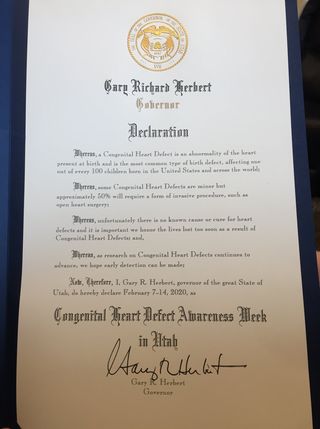 Gary Richard Herbert
Governor
Declaration
Whereas, a Congenital Heart Defect is an abnormality of the heart
present at birth and is the most common type of birth defect, affecting one
out of every 100 children born in the United States and across the world;
Whereas, some Congenital Heart Defects are minor but
approximately 50% will require a form of invasive procedure, such as
open heart surgery;
Whereas, unfortunately there is no known cause or cure for heart
defects and it is important we honor the lives lost too soon as a result of
Congenital Heart Defects; and,
Whereas, as research on Congenital Heart Defects continues to
advance, we hope early detection can be made;
Now, Therefore, I, Gary R. Herbert, governor of the great State of
Utah, do hereby declare February 7-14, 2020, as
Congenital Heart Defect Awareness Week
in Utah
Gary R Herbert
Gary R. Herbert
Governor